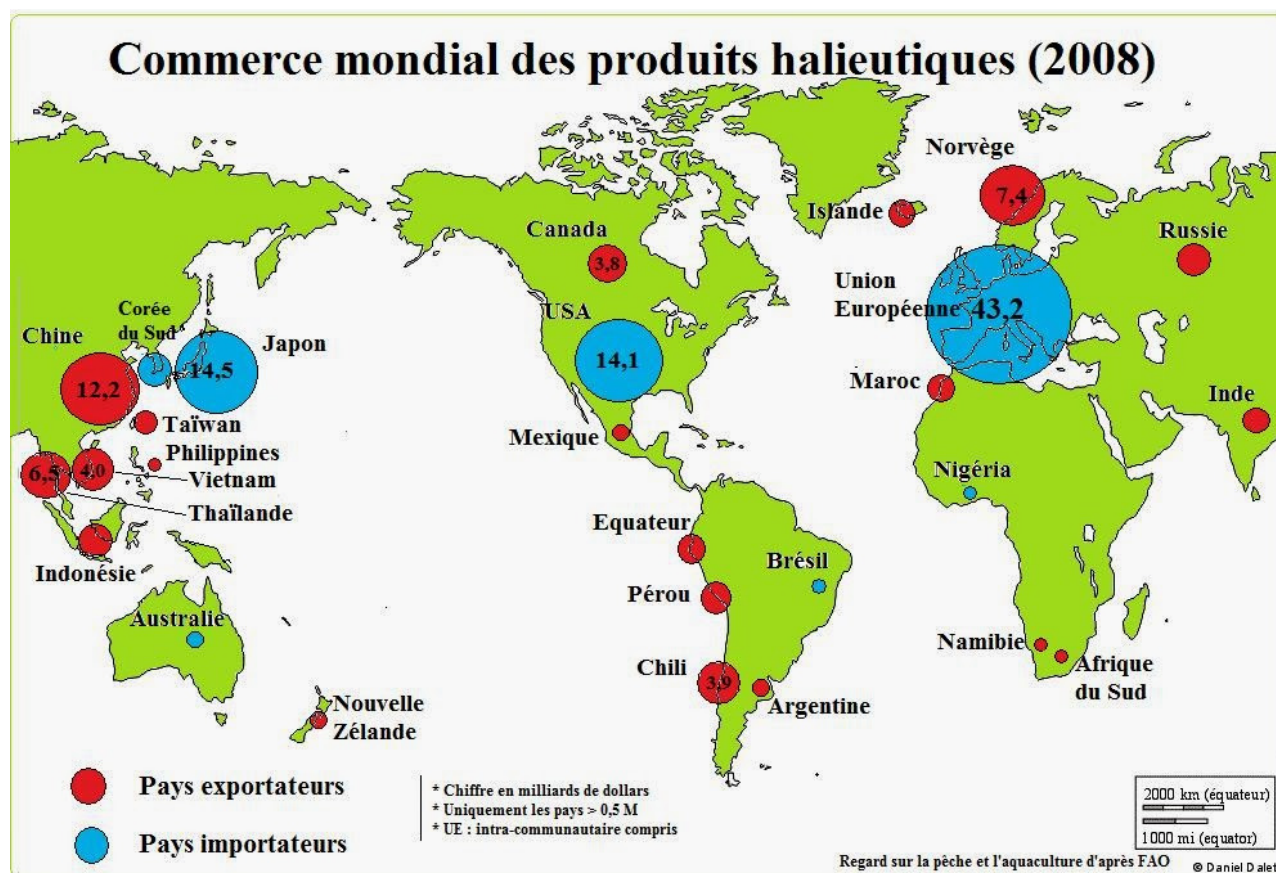 Commerce mondial des produits halieutiques (2008)
Norvège
7,4
Islande
Russie
Canada
3,8
Union
Européenne
43,2
USA
14,1
Corée
du Sud
Chine
12,2
Japon
14,5
Maroc
Inde
Taïwan
Mexique
Philippines
6,5
4,0
Vietnam
Thaïlande
Nigéria
Equateur
Indonésie
Brésil
Pérou
Australie
Namibie
Afrique
du Sud
Chili
3,9
Argentine
Nouvelle
Zélande
Pays exportateurs
Pays importateurs
* Chiffre en milliards de dollars
* Uniquement les pays > 0,5 M
* UE : intra-communautaire compris
2000 km (équateur)
1000 mi (equator)
Regard sur la pêche et l'aquaculture d'après FAO
© Daniel Dalet